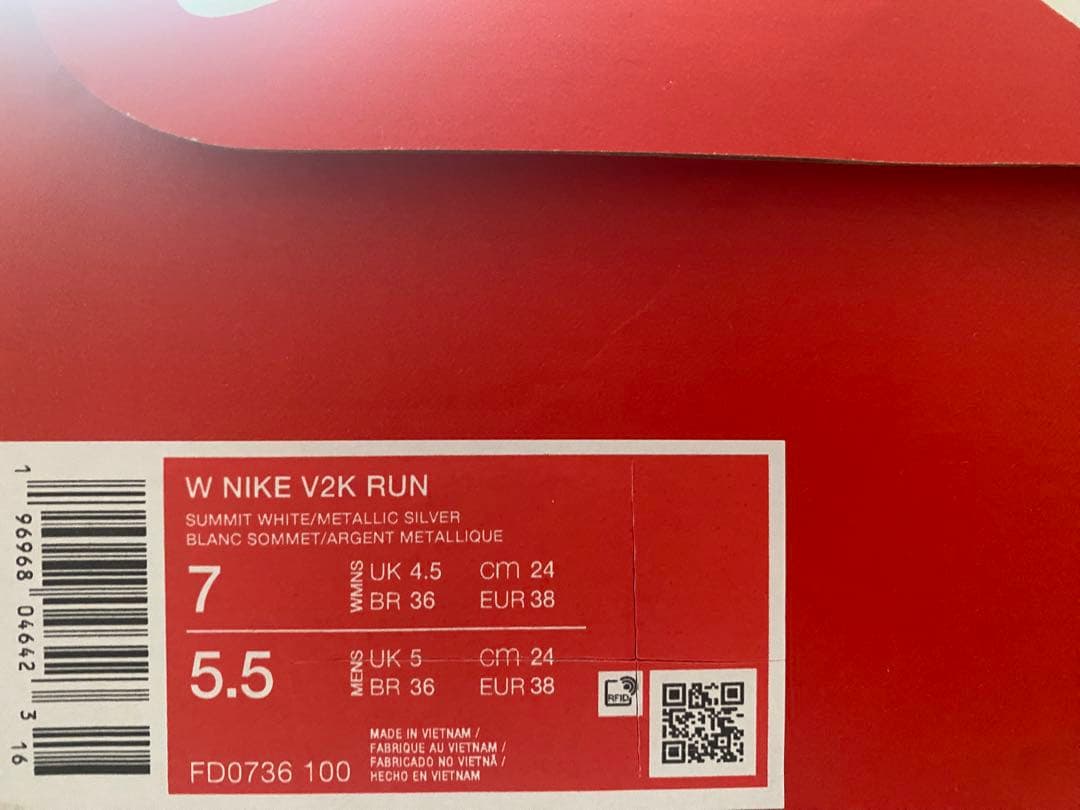 W NIKE V2K RUN
SUMMIT WHITE/METALLIC SILVER
BLANC SOMMET/ARGENT METALLIQUE
7 WMNS UK 4.5 cm 24
BR 36 EUR 38
5.5 MENS UK 5 cm 24
BR 36 EUR 38
RFID
MADE IN VIETNAM /
FABRIQUE AU VIETNAM /
FABRICADO NO VIETNÃ /
HECHO EN VIETNAM
FD0736 100
1 96968 04642 3 16